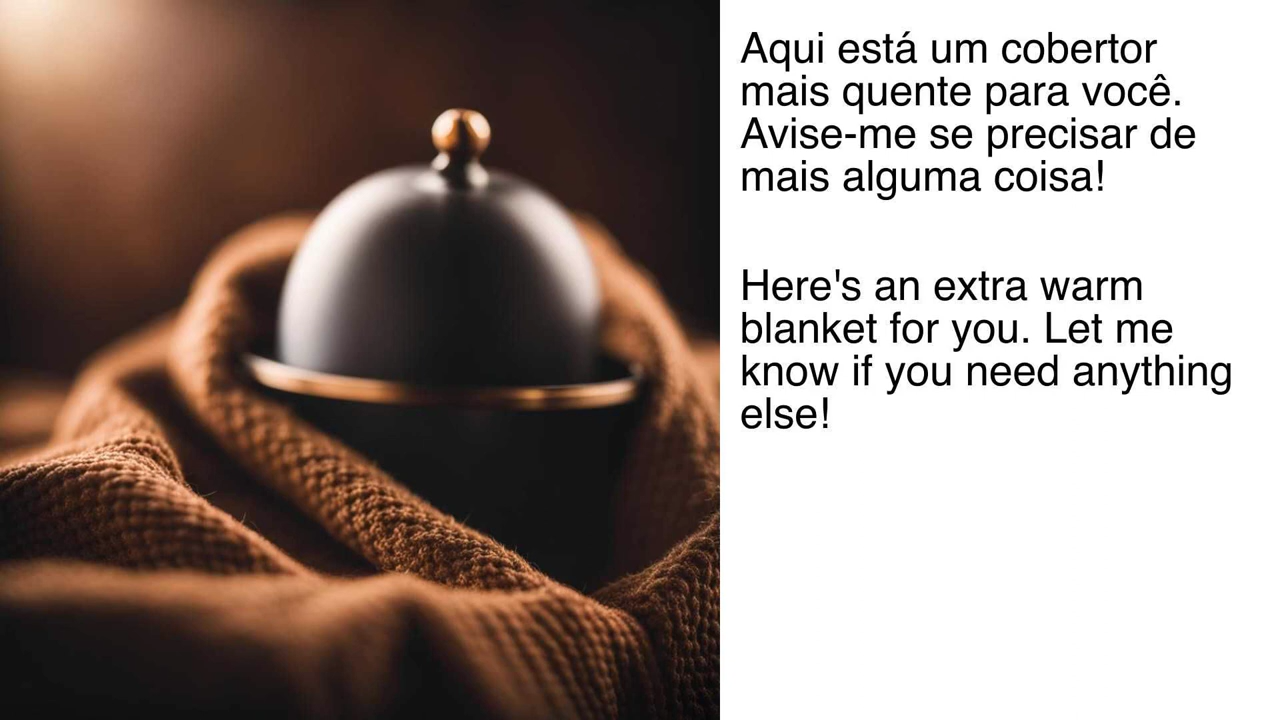 Aqui está um cobertor
mais quente para você.
Avise-me se precisar de
mais alguma coisa!
Here's an extra warm
blanket for you. Let me
know if you need anything
else!